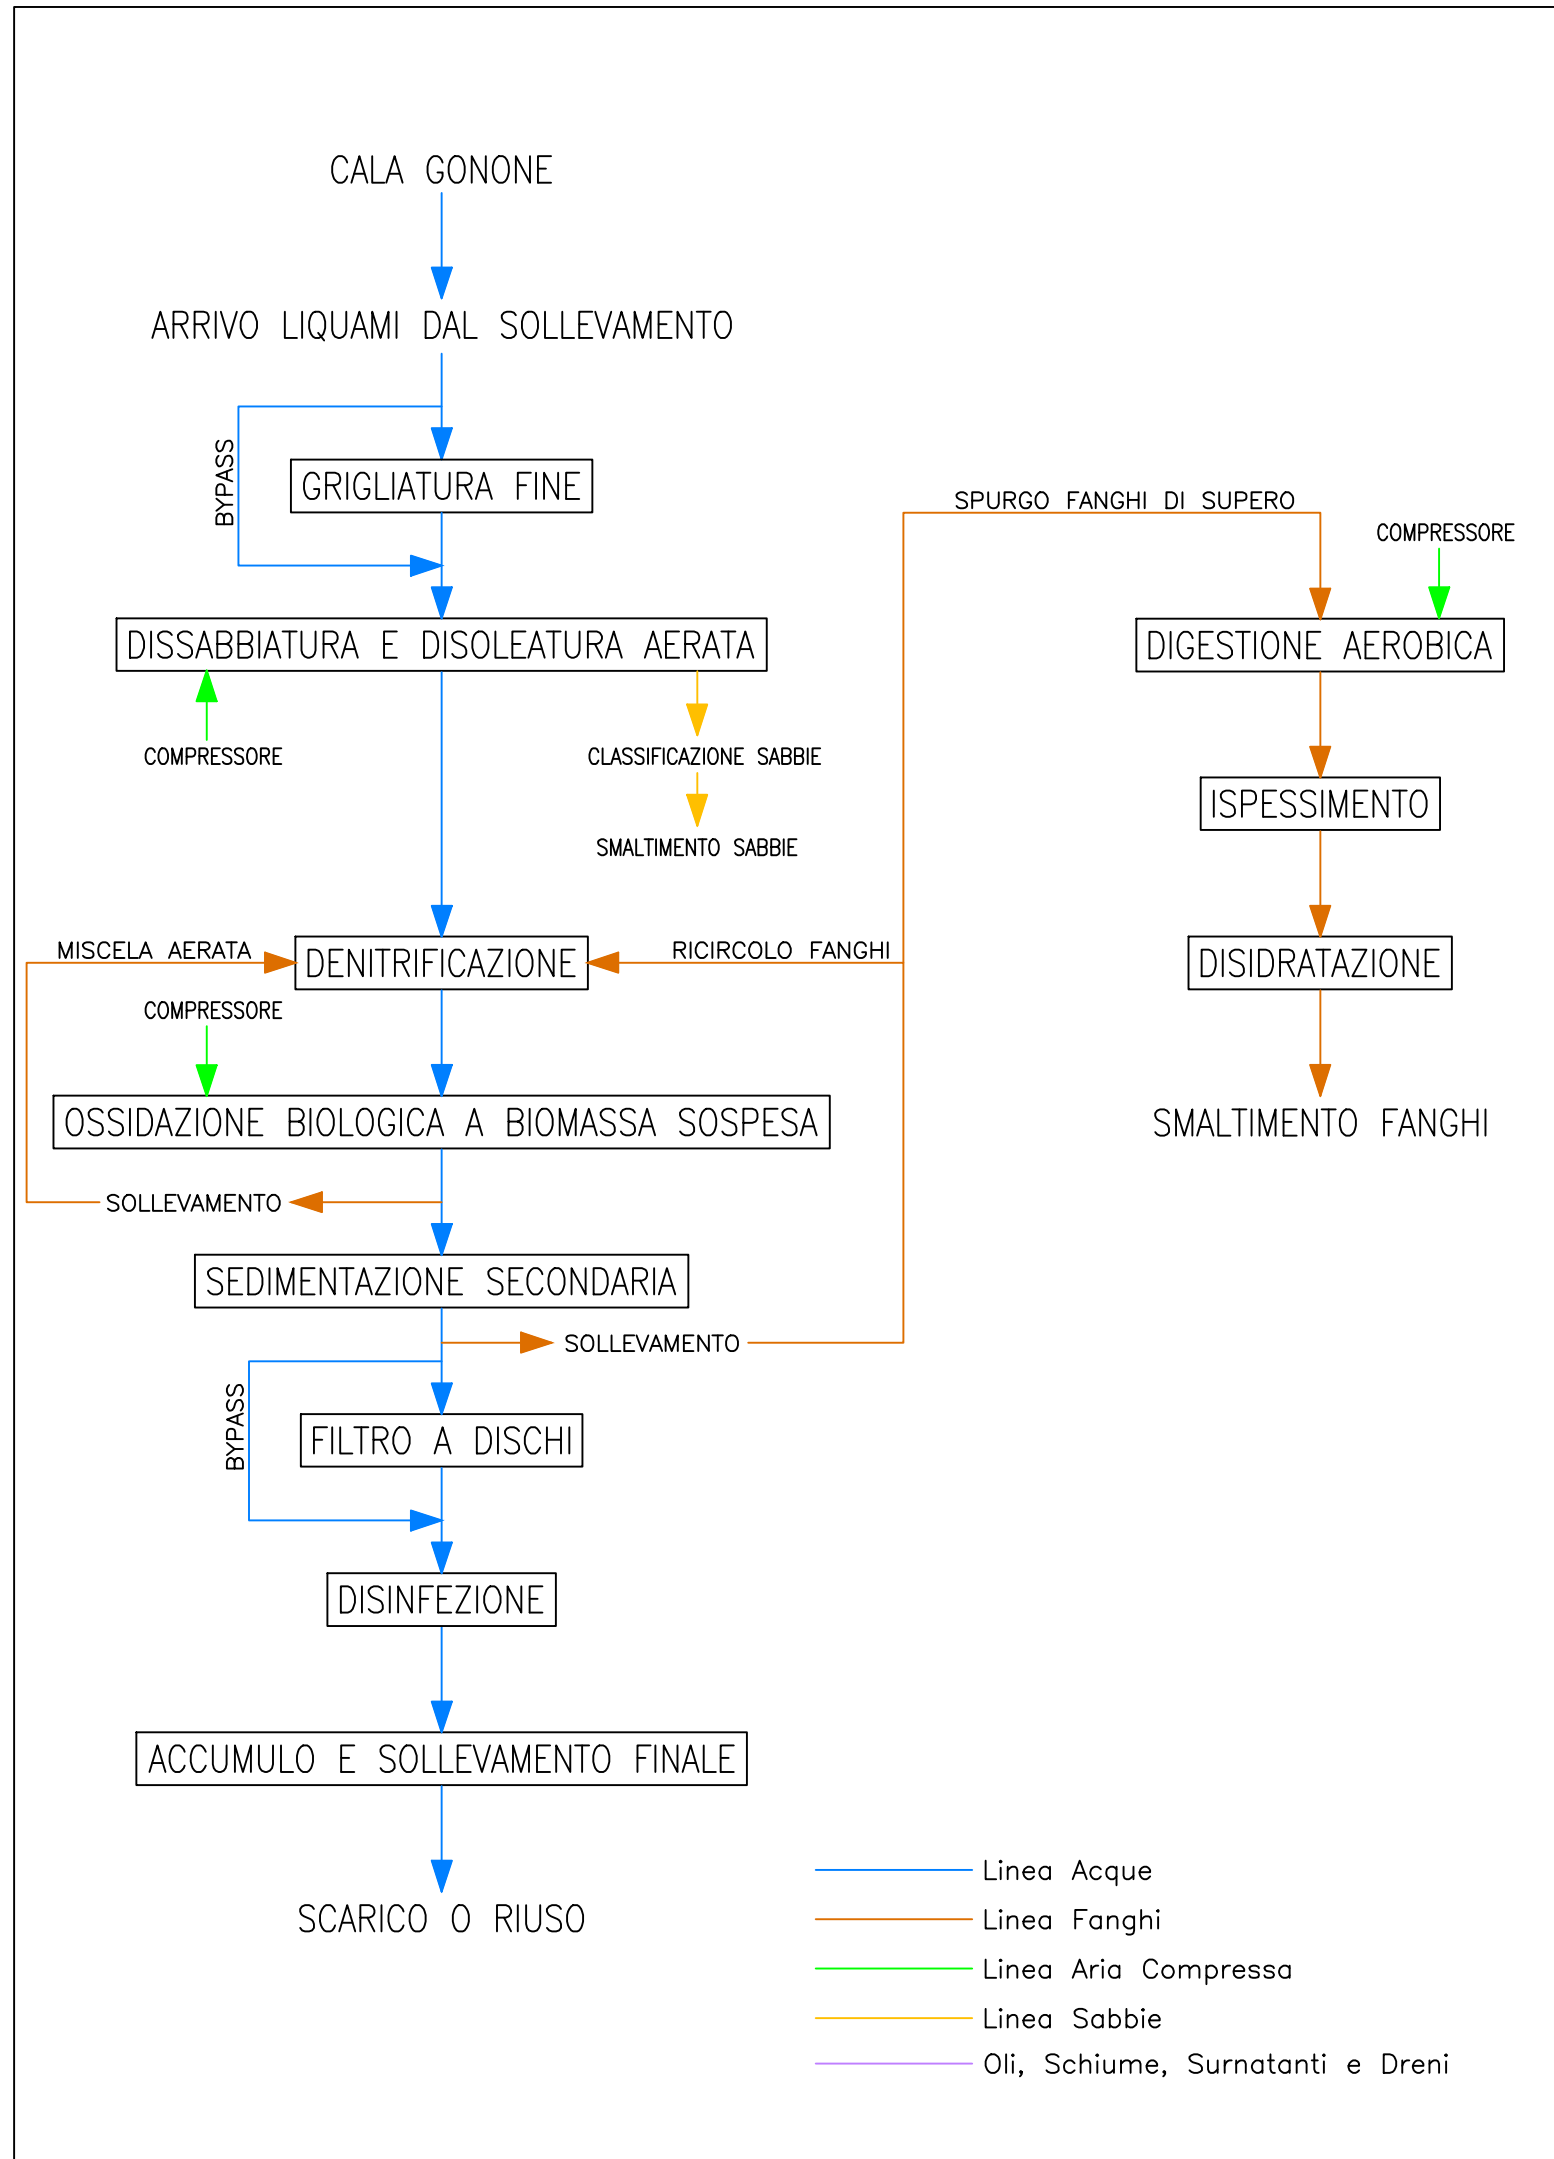 CALA GONONE
ARRIVO LIQUAMI DAL SOLLEVAMENTO
BYPASS
GRIGLIATURA FINE
DISSABBIATURA E DISOLEATURA AERATA
COMPRESSORE
CLASSIFICAZIONE SABBIE
SMALTIMENTO SABBIE
MISCELA AERATA
DENITRIFICAZIONE
RICIRCOLO FANGHI
COMPRESSORE
OSSIDAZIONE BIOLOGICA A BIOMASSA SOSPESA
SOLLEVAMENTO
SEDIMENTAZIONE SECONDARIA
SOLLEVAMENTO
BYPASS
FILTRO A DISCHI
DISINFEZIONE
ACCUMULO E SOLLEVAMENTO FINALE
SCARICO O RIUSO
SPURGO FANGHI DI SUPERO
COMPRESSORE
DIGESTIONE AEROBICA
ISPESSIMENTO
DISIDRATAZIONE
SMALTIMENTO FANGHI
Linea Acque
Linea Fanghi
Linea Aria Compressa
Linea Sabbie
Oli, Schiume, Surnatanti e Dreni